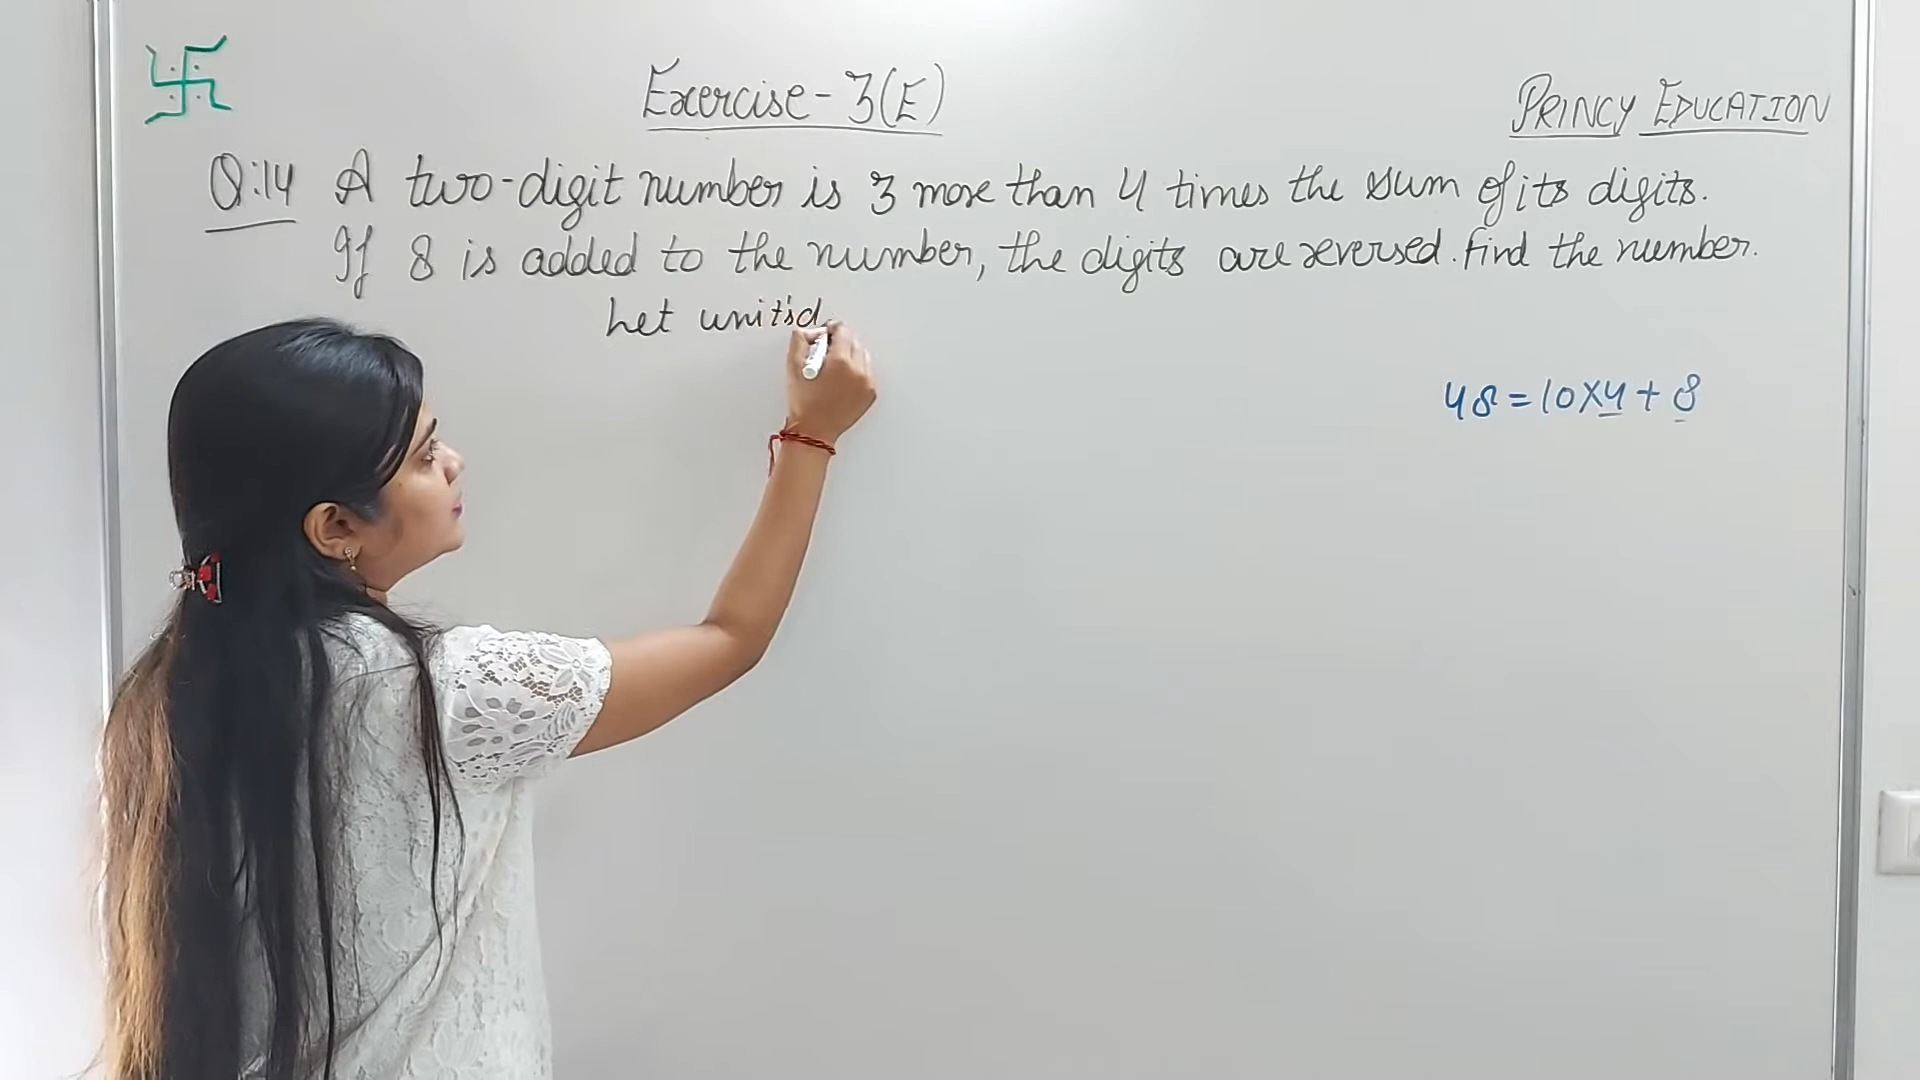 Exercise - 3(E)
PRINCY EDUCATION
Q:14 A two-digit number is 3 more than 4 times the sum of its digits.
If 8 is added to the number, the digits are reversed. Find the number.
Let unit's d
48 = 10×4 + 8